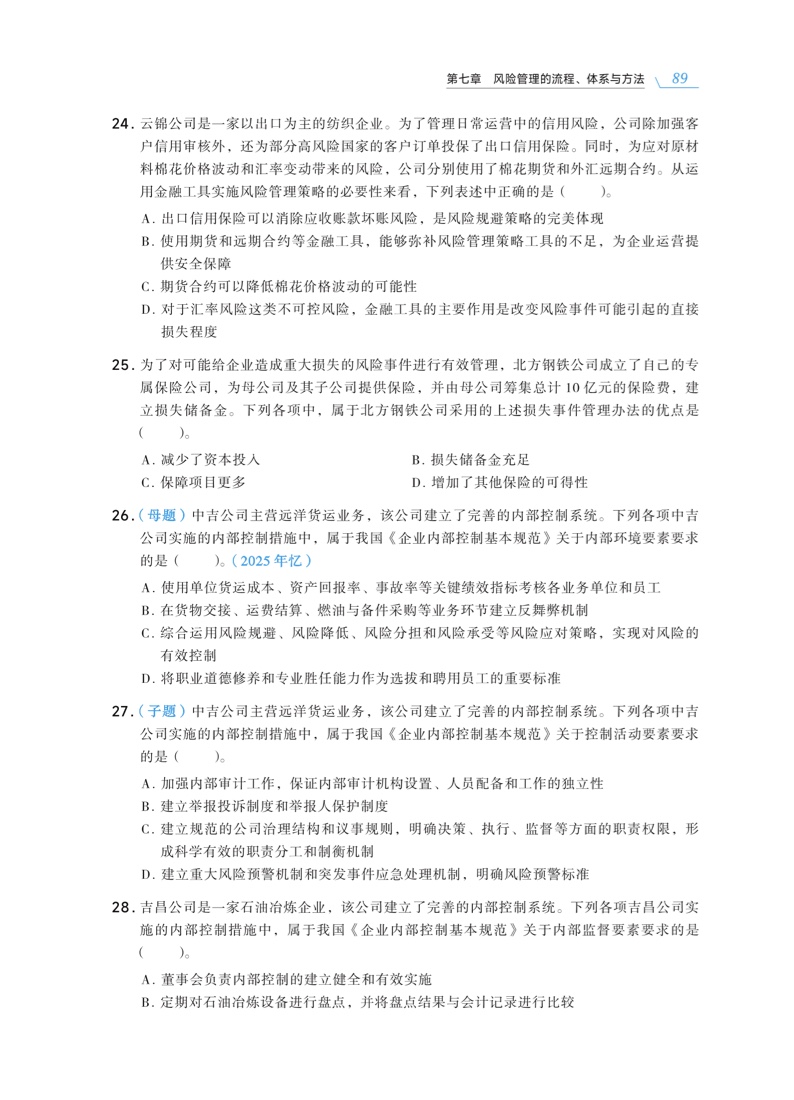 第七章 风险管理的流程、体系与方法 89
24. 云锦公司是一家以出口为主的纺织企业。为了管理日常运营中的信用风险，公司除加强客
户信用审核外，还为部分高风险国家的客户订单投保了出口信用保险。同时，为应对原材
料棉花价格波动和汇率变动带来的风险，公司分别使用了棉花期货和外汇远期合约。从运
用金融工具实施风险管理策略的必要性来看，下列表述中正确的是（　　）。
A. 出口信用保险可以消除应收账款坏账风险，是风险规避策略的完美体现
B. 使用期货和远期合约等金融工具，能够弥补风险管理策略工具的不足，为企业运营提
供安全保障
C. 期货合约可以降低棉花价格波动的可能性
D. 对于汇率风险这类不可控风险，金融工具的主要作用是改变风险事件可能引起的直接
损失程度
25. 为了对可能给企业造成重大损失的风险事件进行有效管理，北方钢铁公司成立了自己的专
属保险公司，为母公司及其子公司提供保险，并由母公司筹集总计 10 亿元的保险费，建
立损失储备金。下列各项中，属于北方钢铁公司采用的上述损失事件管理办法的优点是
（　　）。
A. 减少了资本投入　　B. 损失储备金充足
C. 保障项目更多　　D. 增加了其他保险的可得性
26.（母题）中吉公司主营远洋货运业务，该公司建立了完善的内部控制系统。下列各项中吉
公司实施的内部控制措施中，属于我国《企业内部控制基本规范》关于内部环境要素要求
的是（　　）。（2025 年忆）
A. 使用单位货运成本、资产回报率、事故率等关键绩效指标考核各业务单位和员工
B. 在货物交接、运费结算、燃油与备件采购等业务环节建立反舞弊机制
C. 综合运用风险规避、风险降低、风险分担和风险承受等风险应对策略，实现对风险的
有效控制
D. 将职业道德修养和专业胜任能力作为选拔和聘用员工的重要标准
27.（子题）中吉公司主营远洋货运业务，该公司建立了完善的内部控制系统。下列各项中吉
公司实施的内部控制措施中，属于我国《企业内部控制基本规范》关于控制活动要素要求
的是（　　）。
A. 加强内部审计工作，保证内部审计机构设置、人员配备和工作的独立性
B. 建立举报投诉制度和举报人保护制度
C. 建立规范的公司治理结构和议事规则，明确决策、执行、监督等方面的职责权限，形
成科学有效的职责分工和制衡机制
D. 建立重大风险预警机制和突发事件应急处理机制，明确风险预警标准
28. 吉昌公司是一家石油冶炼企业，该公司建立了完善的内部控制系统。下列各项吉昌公司实
施的内部控制措施中，属于我国《企业内部控制基本规范》关于内部监督要素要求的是
（　　）。
A. 董事会负责内部控制的建立健全和有效实施
B. 定期对石油冶炼设备进行盘点，并将盘点结果与会计记录进行比较